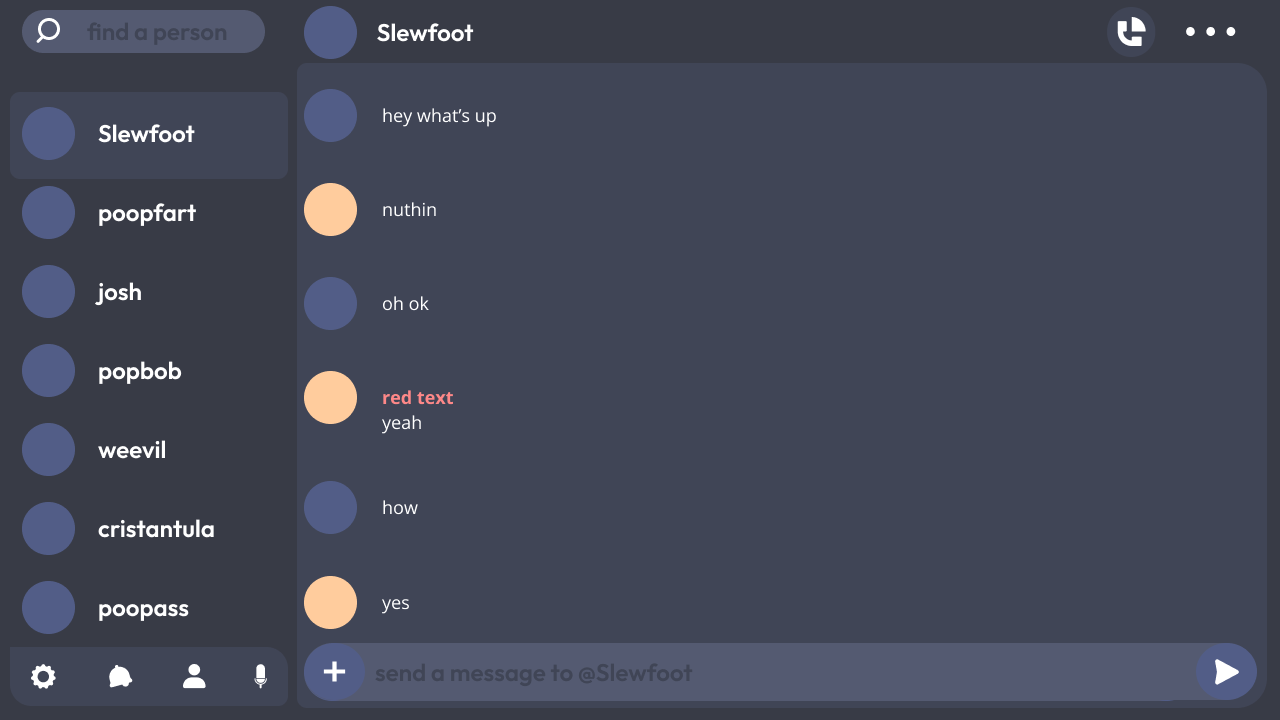 find a person
Slewfoot
poopfart
josh
popbob
weevil
cristantula
poopass
Slewfoot
hey what’s up
nuthin
oh ok
red text
yeah
how
yes
send a message to @Slewfoot